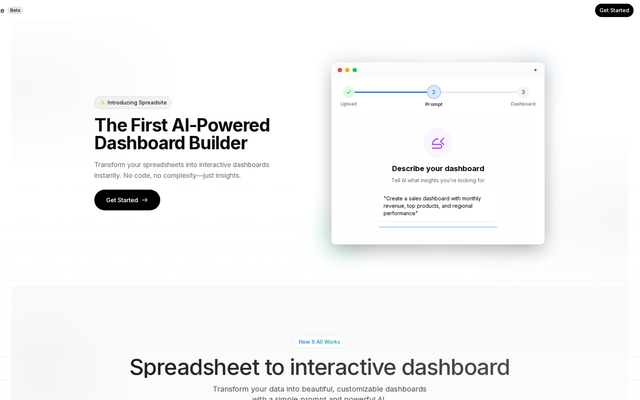 Beta
Get Started
✨ Introducing Spreadsite
The First AI-Powered
Dashboard Builder
Transform your spreadsheets into interactive dashboards
instantly. No code, no complexity—just insights.
Get Started →
2
3
Upload
Prompt
Dashboard
Describe your dashboard
Tell AI what insights you're looking for
"Create a sales dashboard with monthly
revenue, top products, and regional
performance"
How It All Works
Spreadsheet to interactive dashboard
Transform your data into beautiful, customizable dashboards
with a simple prompt and powerful AI